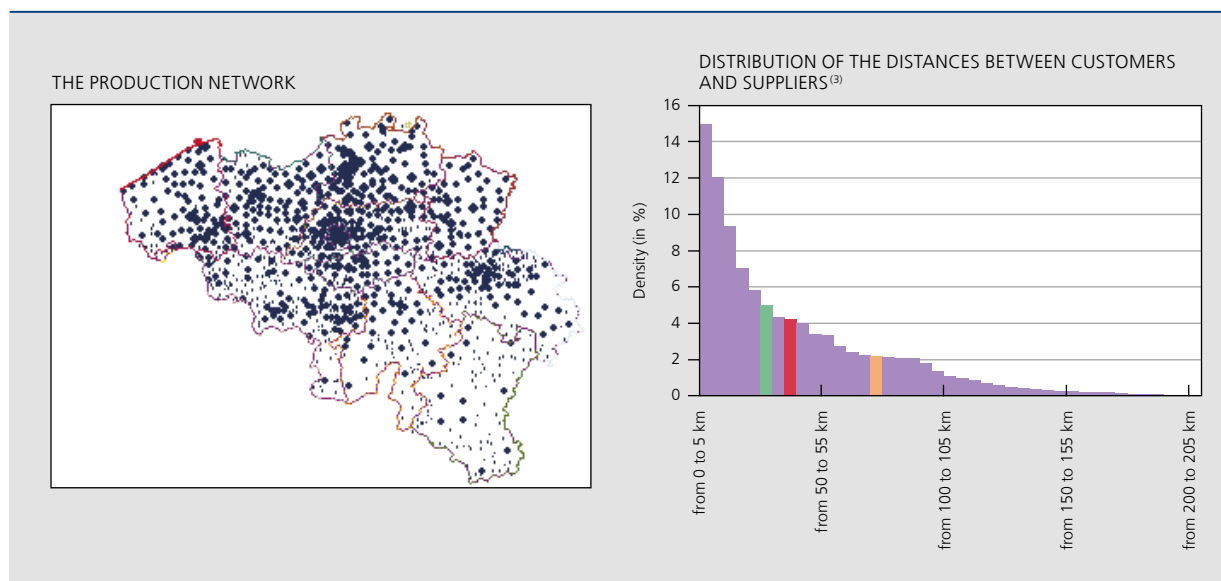 THE PRODUCTION NETWORK
DISTRIBUTION OF THE DISTANCES BETWEEN CUSTOMERS
AND SUPPLIERS(3)
Density (in %)
16
14
12
10
8
6
4
2
0
from 0 to 5 km
from 50 to 55 km
from 100 to 105 km
from 150 to 155 km
from 200 to 205 km